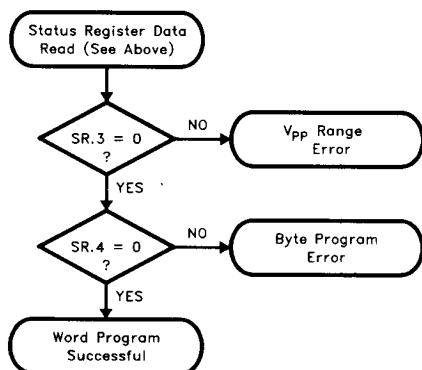 Status Register Data
Read (See Above)
SR.3 = 0
?
NO
VPP Range
Error
YES
SR.4 = 0
?
NO
Byte Program
Error
YES
Word Program
Successful